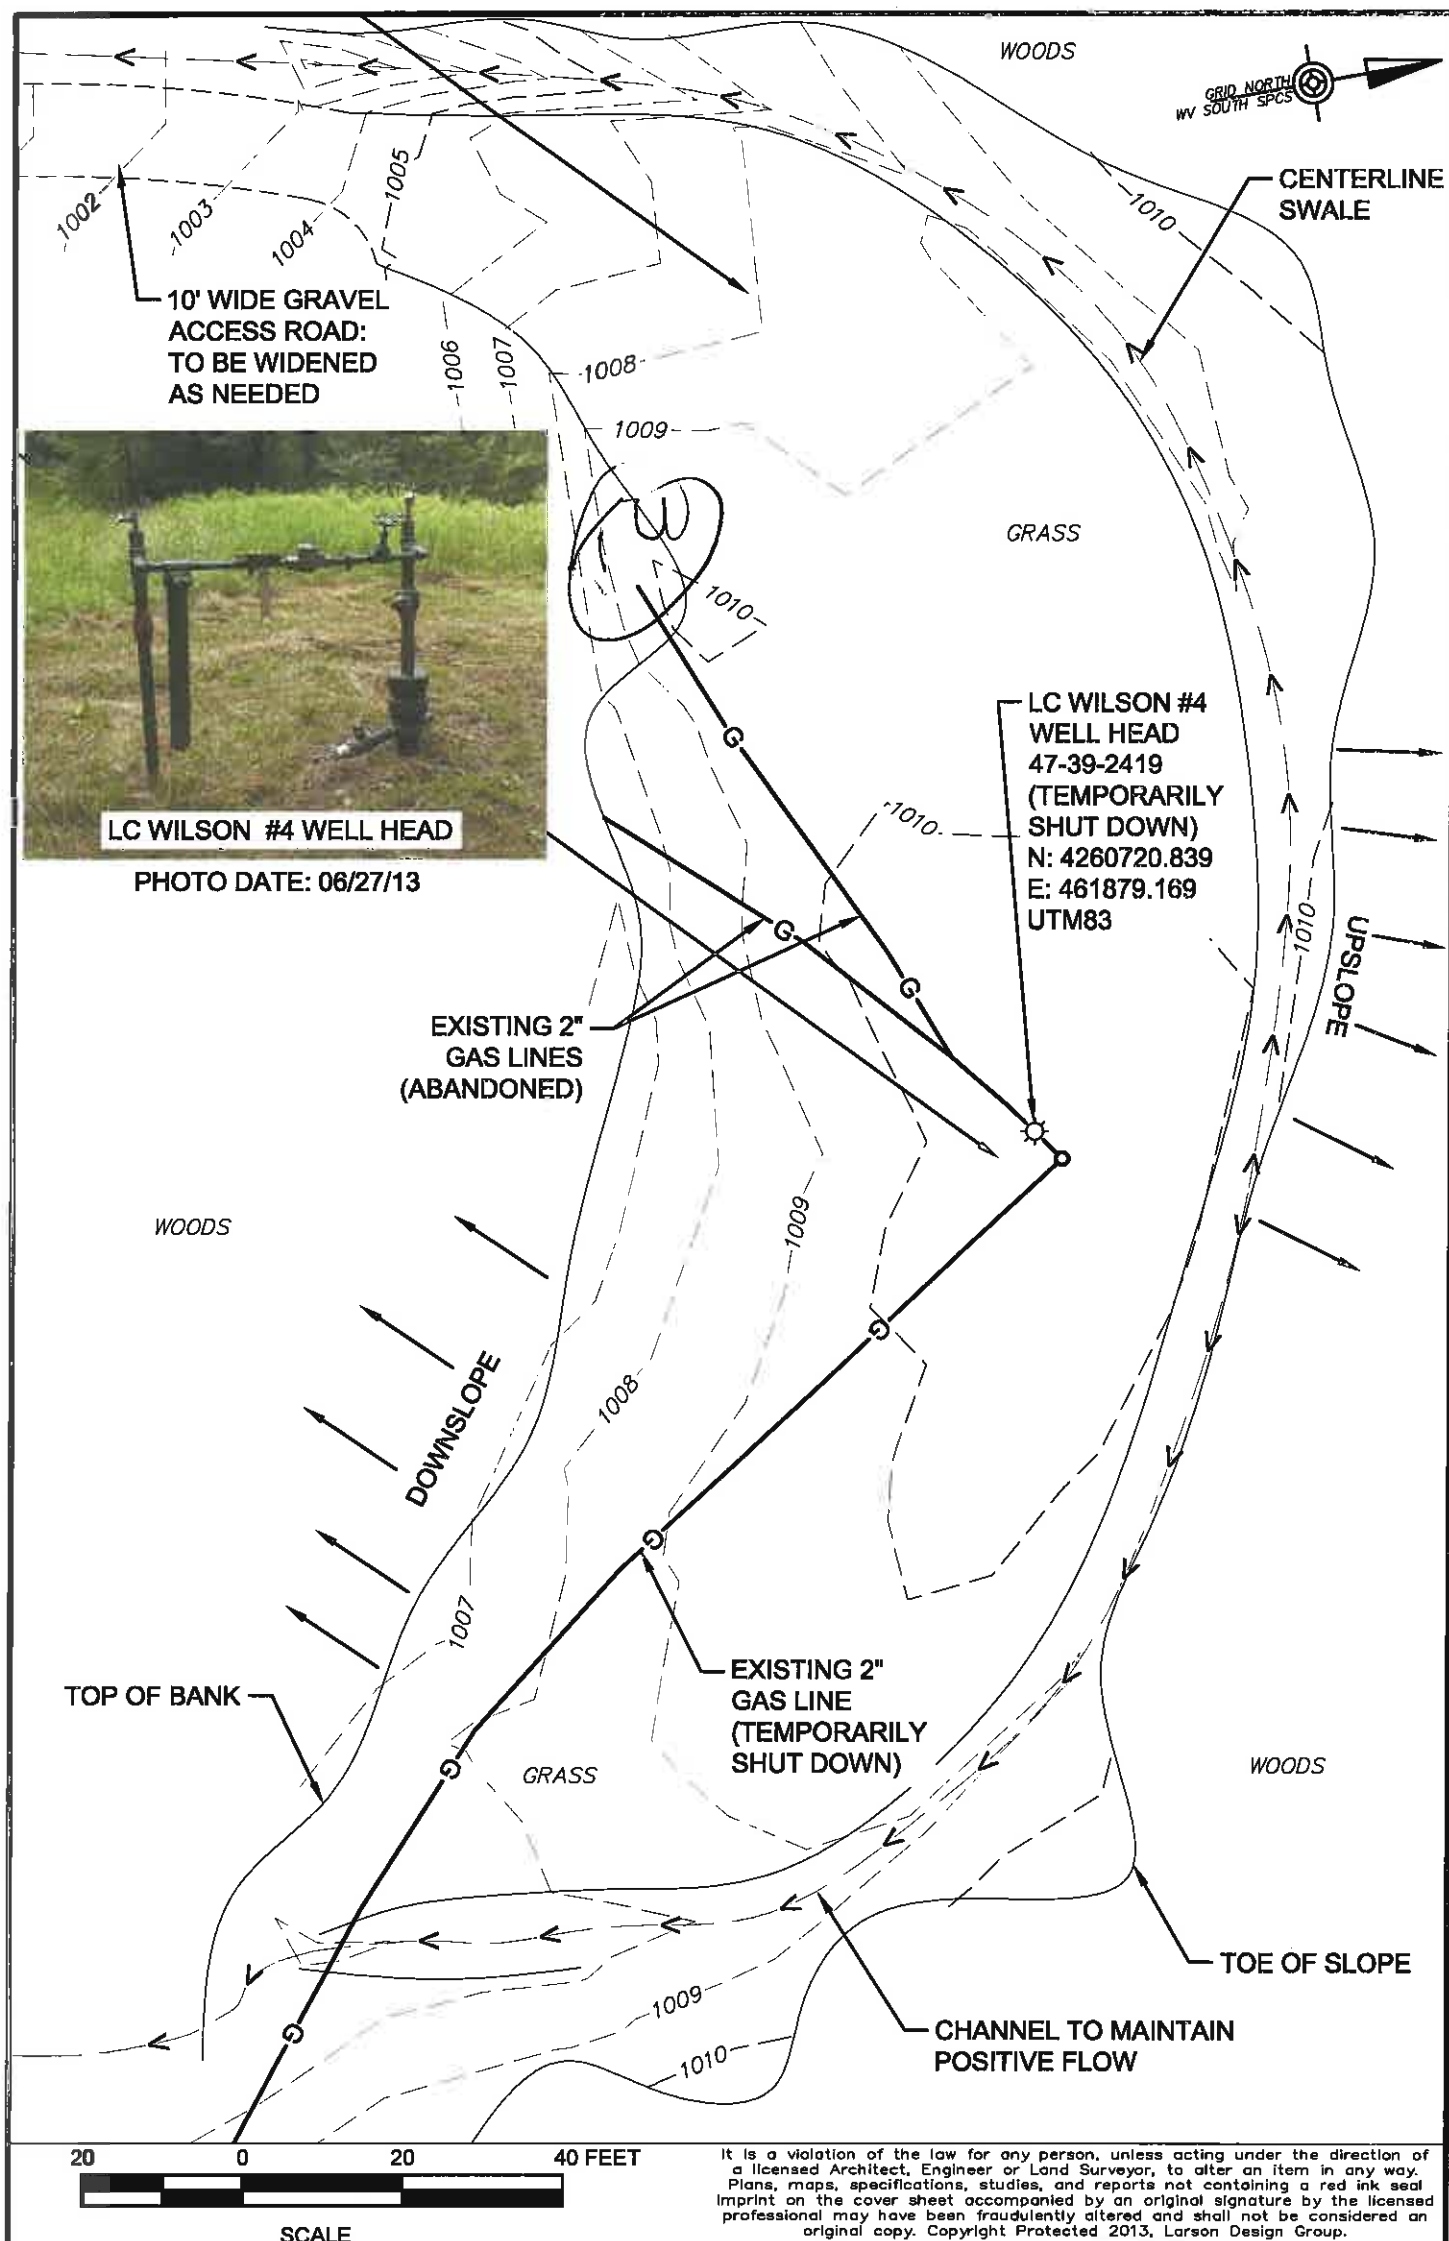 WOODS
GRID NORTH
WV SOUTH SPCS
CENTERLINE
SWALE
1010
1005
1002
1003
1004
10' WIDE GRAVEL
ACCESS ROAD:
TO BE WIDENED
AS NEEDED
1006
1007
1008
1009
GRASS
1010
LC WILSON #4 WELL HEAD
PHOTO DATE: 06/27/13
LC WILSON #4
WELL HEAD
47-39-2419
(TEMPORARILY
SHUT DOWN)
N: 4260720.839
E: 461879.169
UTM83
1010
G
G
G
1010
UPSLOPE
EXISTING 2"
GAS LINES
(ABANDONED)
WOODS
1009
DOWNSLOPE
1008
G
G
1007
TOP OF BANK
EXISTING 2"
GAS LINE
(TEMPORARILY
SHUT DOWN)
G
GRASS
WOODS
TOE OF SLOPE
1009
CHANNEL TO MAINTAIN
POSITIVE FLOW
G
1010
20 0 20 40 FEET
SCALE
It is a violation of the law for any person, unless acting under the direction of
a licensed Architect, Engineer or Land Surveyor, to alter an item in any way.
Plans, maps, specifications, studies, and reports not containing a red ink seal
imprint on the cover sheet accompanied by an original signature by the licensed
professional may have been fraudulently altered and shall not be considered an
original copy. Copyright Protected 2013, Larson Design Group.